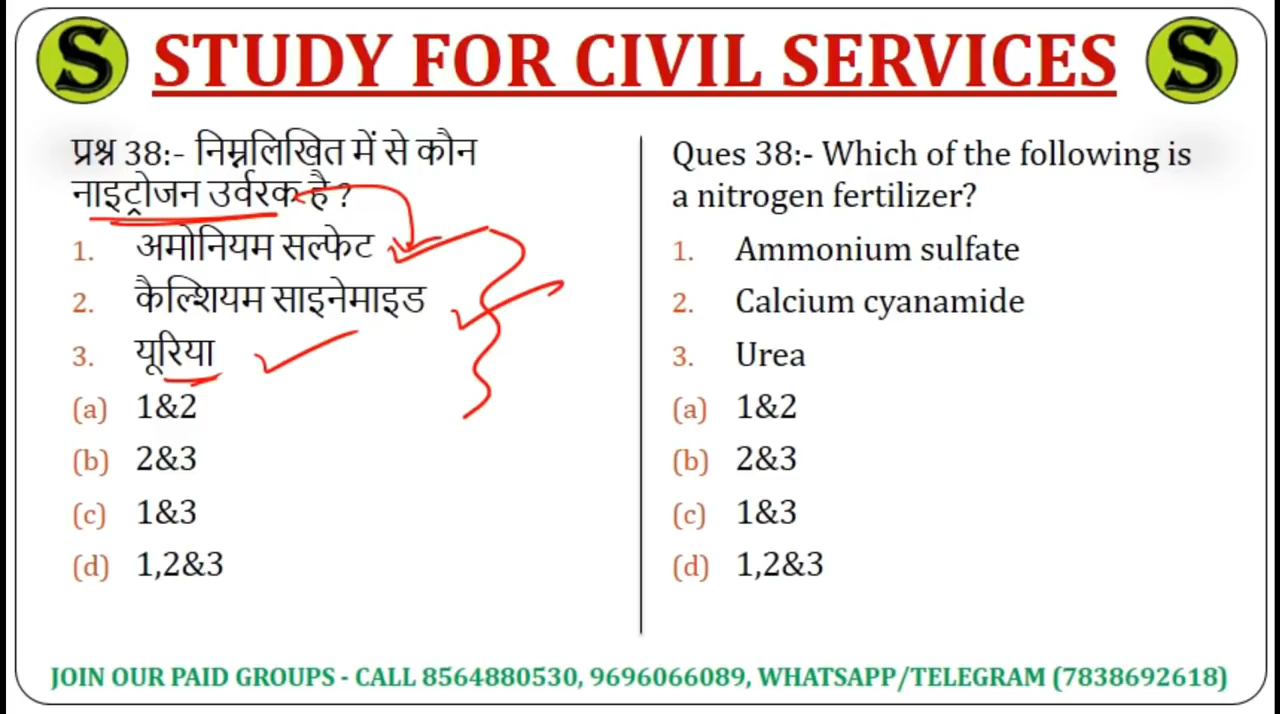 S STUDY FOR CIVIL SERVICES S
प्रश्न 38:- निम्नलिखित में से कौन
नाइट्रोजन उर्वरक है ?
1. अमोनियम सल्फेट
2. कैल्शियम साइनेमाइड
3. यूरिया
(a) 1&2
(b) 2&3
(c) 1&3
(d) 1,2&3
Ques 38:- Which of the following is
a nitrogen fertilizer?
1. Ammonium sulfate
2. Calcium cyanamide
3. Urea
(a) 1&2
(b) 2&3
(c) 1&3
(d) 1,2&3
JOIN OUR PAID GROUPS - CALL 8564880530, 9696066089, WHATSAPP/TELEGRAM (7838692618)